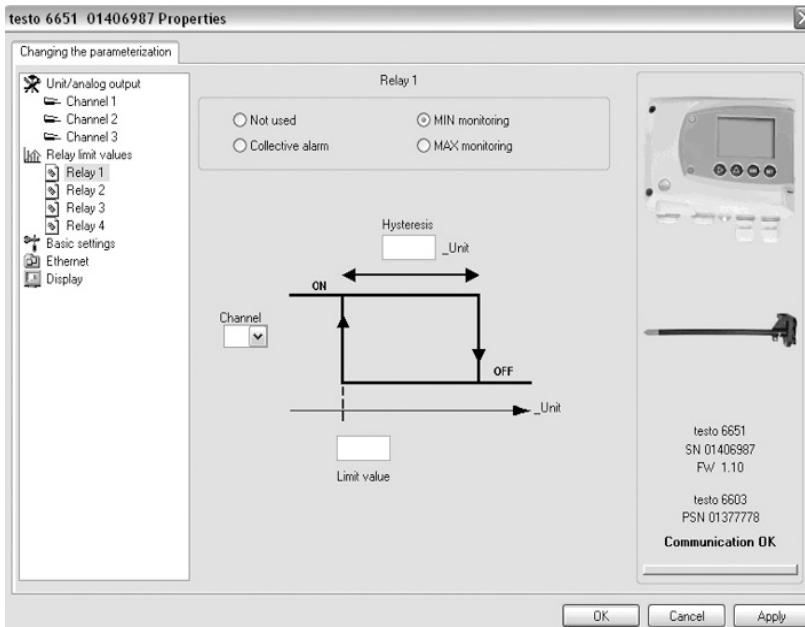 testo 6651 01406987 Properties
Changing the parameterization
Unit/analog output
Channel 1
Channel 2
Channel 3
Relay limit values
Relay 1
Relay 2
Relay 3
Relay 4
Basic settings
Ethernet
Display
Relay 1
Not used
MIN monitoring
Collective alarm
MAX monitoring
Hysteresis
_Unit
ON
Channel
OFF
_Unit
Limit value
testo 6651
SN 01406987
FW 1.10
testo 6603
PSN 01377778
Communication OK
OK
Cancel
Apply